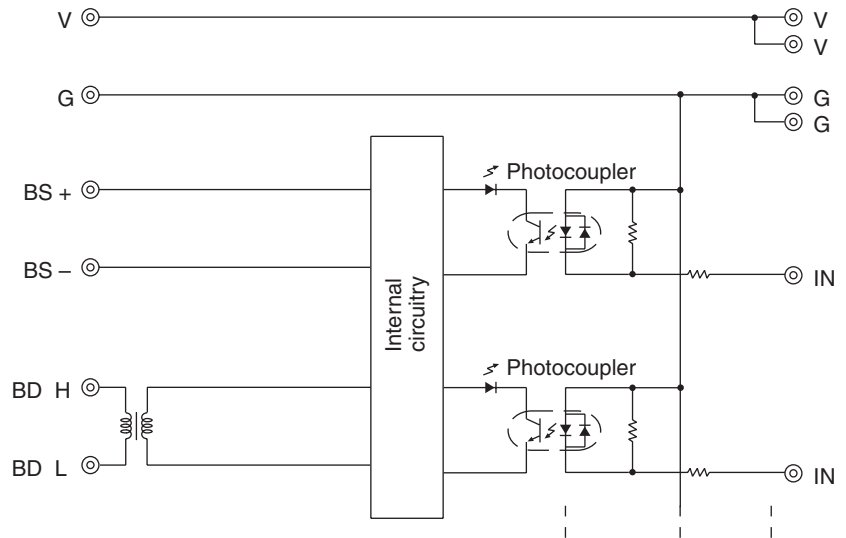 V
V
V
G
G
G
Photocoupler
BS +
BS –
IN
Internal
circuitry
Photocoupler
BD H
BD L
IN